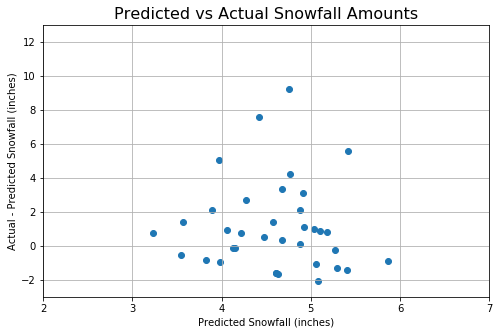 Predicted vs Actual Snowfall Amounts
Actual - Predicted Snowfall (inches)
12
10
8
6
4
2
0
−2
2 3 4 5 6 7
Predicted Snowfall (inches)